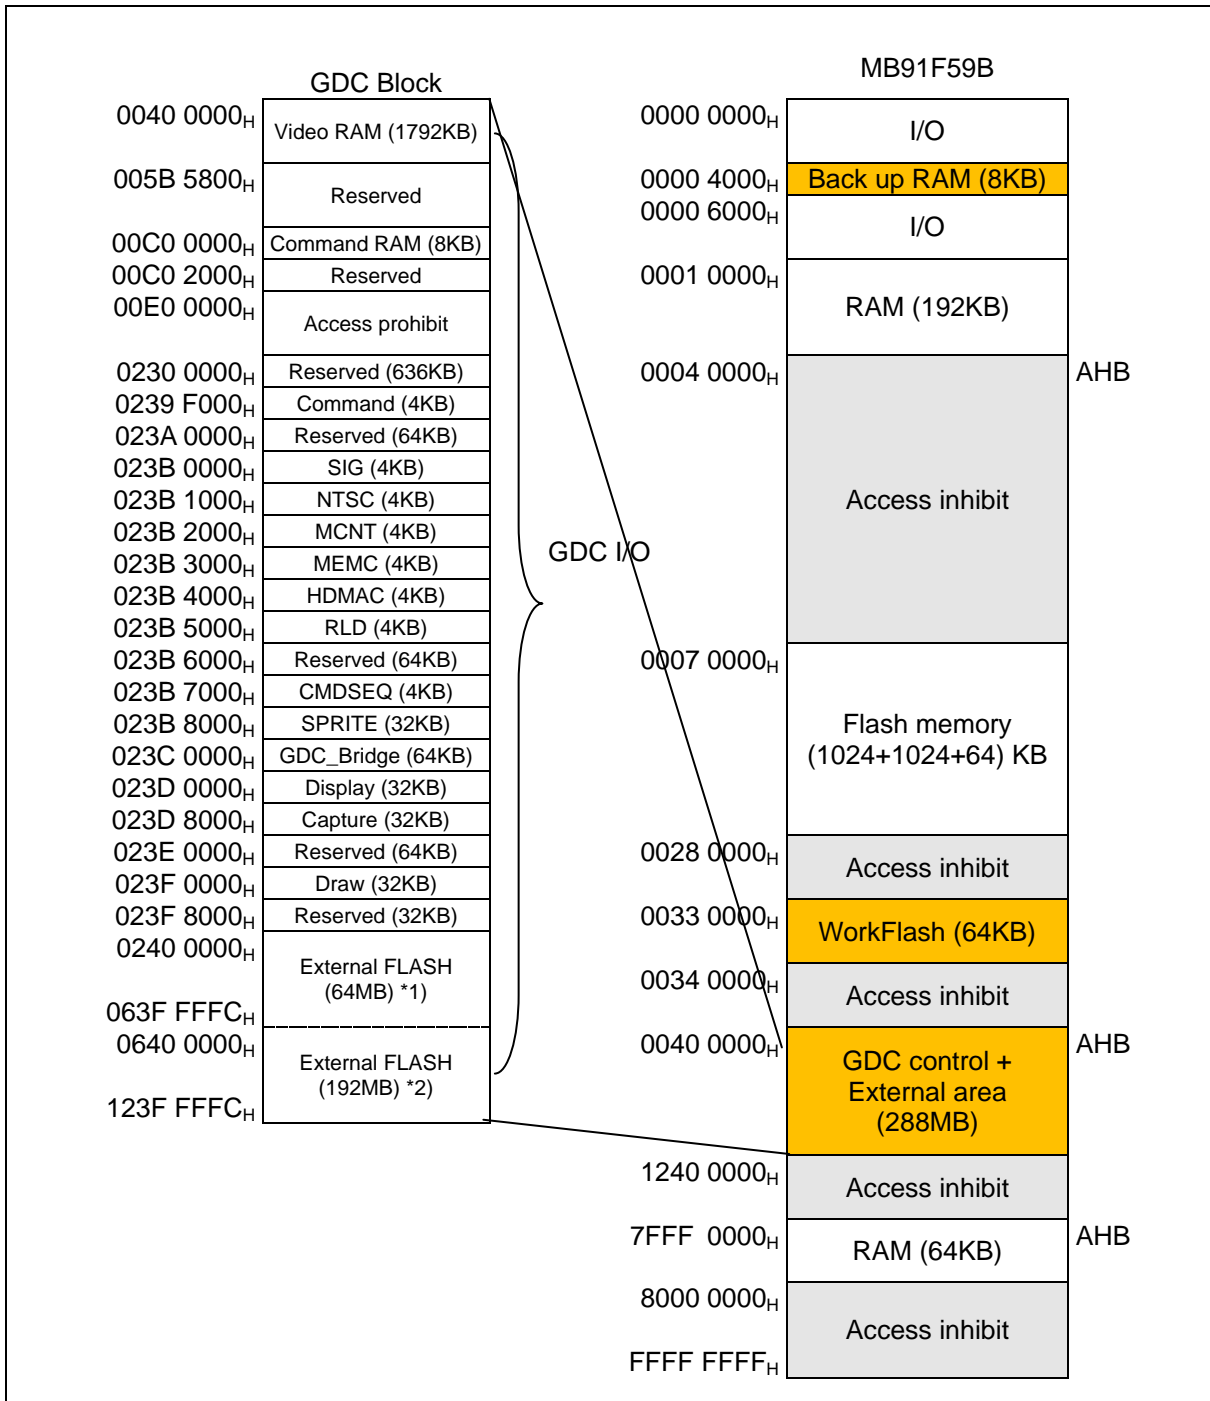 GDC Block
0040 0000H
Video RAM (1792KB)
005B 5800H
Reserved
00C0 0000H
Command RAM (8KB)
00C0 2000H
Reserved
00E0 0000H
Access prohibit
0230 0000H
Reserved (636KB)
0239 F000H
Command (4KB)
023A 0000H
Reserved (64KB)
023B 0000H
SIG (4KB)
023B 1000H
NTSC (4KB)
023B 2000H
MCNT (4KB)
023B 3000H
MEMC (4KB)
023B 4000H
HDMAC (4KB)
023B 5000H
RLD (4KB)
023B 6000H
Reserved (64KB)
023B 7000H
CMDSEQ (4KB)
023B 8000H
SPRITE (32KB)
023C 0000H
GDC_Bridge (64KB)
023D 0000H
Display (32KB)
023D 8000H
Capture (32KB)
023E 0000H
Reserved (64KB)
023F 0000H
Draw (32KB)
023F 8000H
Reserved (32KB)
0240 0000H
External FLASH
(64MB) *1)
063F FFFCH
0640 0000H
External FLASH
(192MB) *2)
123F FFFCH
GDC I/O
MB91F59B
0000 0000H
I/O
0000 4000H
Back up RAM (8KB)
0000 6000H
I/O
0001 0000H
RAM (192KB)
0004 0000H
AHB
Access inhibit
0007 0000H
Flash memory
(1024+1024+64) KB
0028 0000H
Access inhibit
0033 0000H
WorkFlash (64KB)
0034 0000H
Access inhibit
0040 0000H
AHB
GDC control +
External area
(288MB)
1240 0000H
Access inhibit
7FFF 0000H
AHB
RAM (64KB)
8000 0000H
Access inhibit
FFFF FFFFH